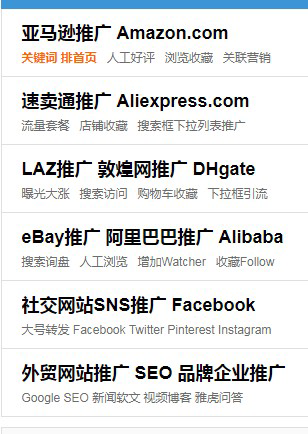 亚马逊推广 Amazon.com
关键词 排首页 人工好评 浏览收藏 关联营销
速卖通推广 Aliexpress.com
流量套餐 店铺收藏 搜索框下拉列表推广
LAZ推广 敦煌网推广 DHgate
曝光大涨 搜索访问 购物车收藏 下拉框引流
eBay推广 阿里巴巴推广 Alibaba
搜索询盘 人工浏览 增加Watcher 收藏Follow
社交网站SNS推广 Facebook
大号转发 Facebook Twitter Pinterest Instagram
外贸网站推广 SEO 品牌企业推广
Google SEO 新闻软文 视频博客 雅虎问答